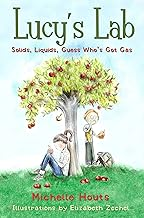 Lucy's Lab
Solids, Liquids, Guess Who's Got Gas
Michelle Houts
Illustrations by Elizabeth Zechel